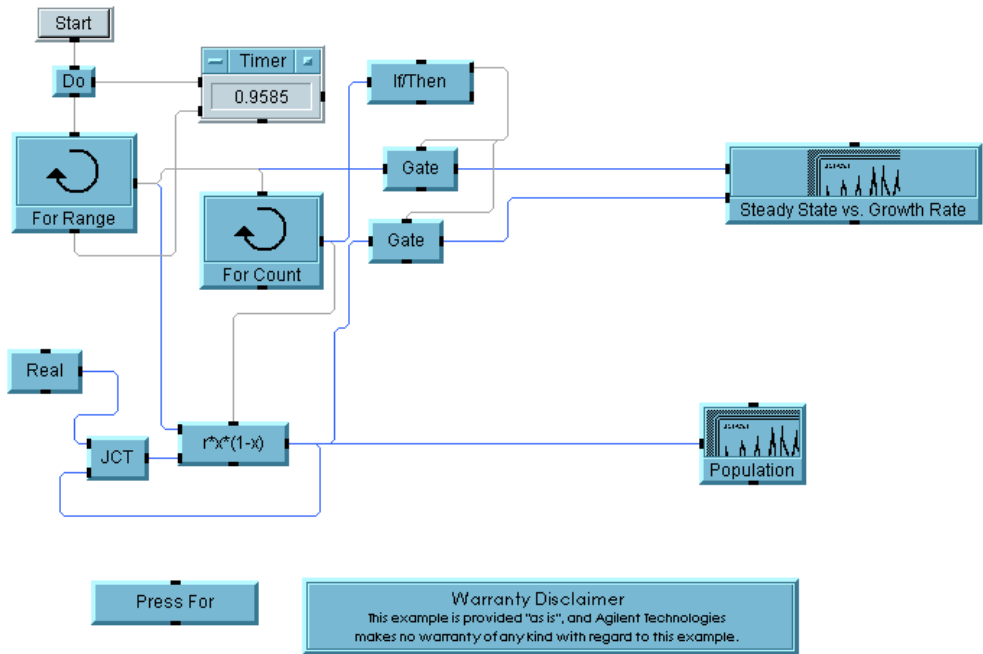 Start
Do
Timer
0.9585
If/Then
For Range
Gate
For Count
Gate
Steady State vs. Growth Rate
Real
JCT
r*x*(1-x)
Population
Press For
Warranty Disclaimer
This example is provided "as is", and Agilent Technologies
makes no warranty of any kind with regard to this example.